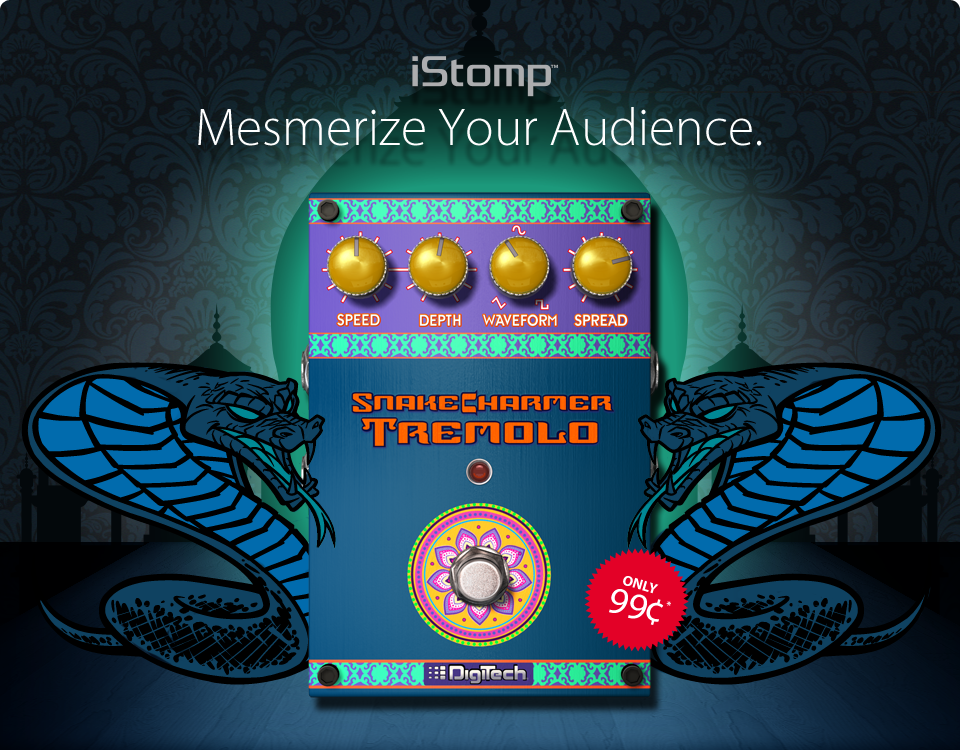 iStomp™
Mesmerize Your Audience.
SPEED DEPTH WAVEFORM SPREAD
SNAKECHARMER
TREMOLO
ONLY
99¢*
DigiTech